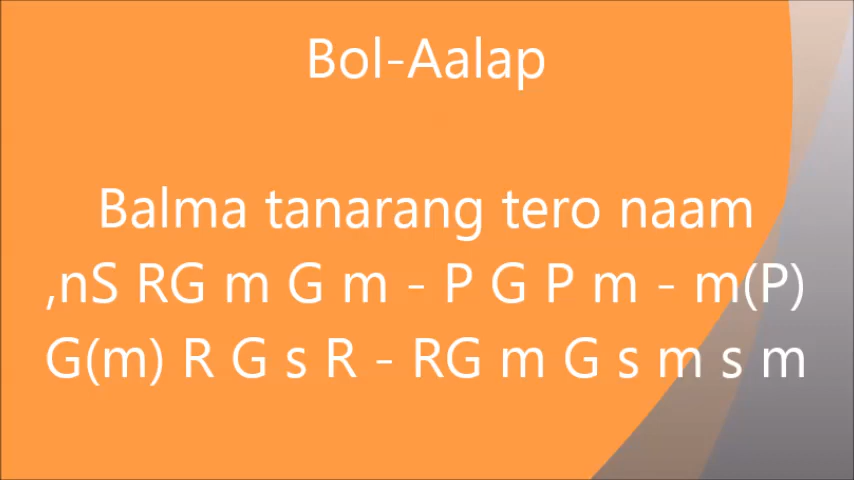 Bol-Aalap
Balma tanarang tero naam
,nS RG m G m - P G P m - m(P)
G(m) R G s R - RG m G s m s m